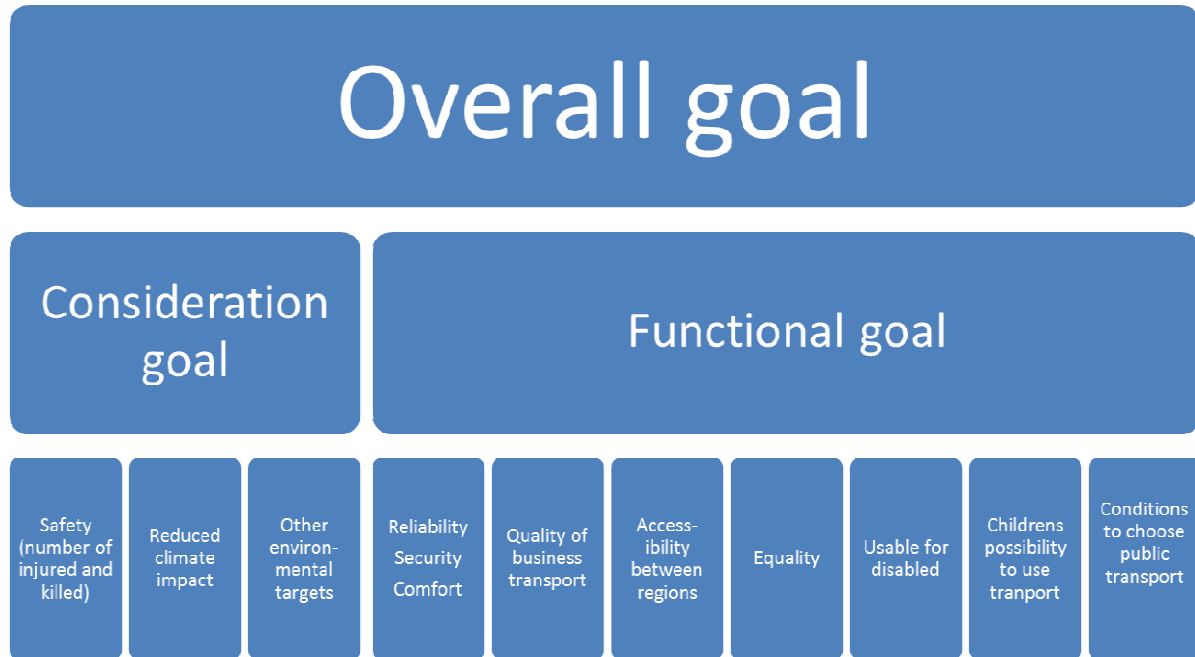 Overall goal
Consideration
goal
Functional goal
Safety
(number of
injured and
killed)
Reduced
climate
impact
Other
environ-
mental
targets
Reliability
Security
Comfort
Quality of
business
transport
Access-
ibility
between
regions
Equality
Usable for
disabled
Childrens
possibility
to use
tranport
Conditions
to choose
public
transport